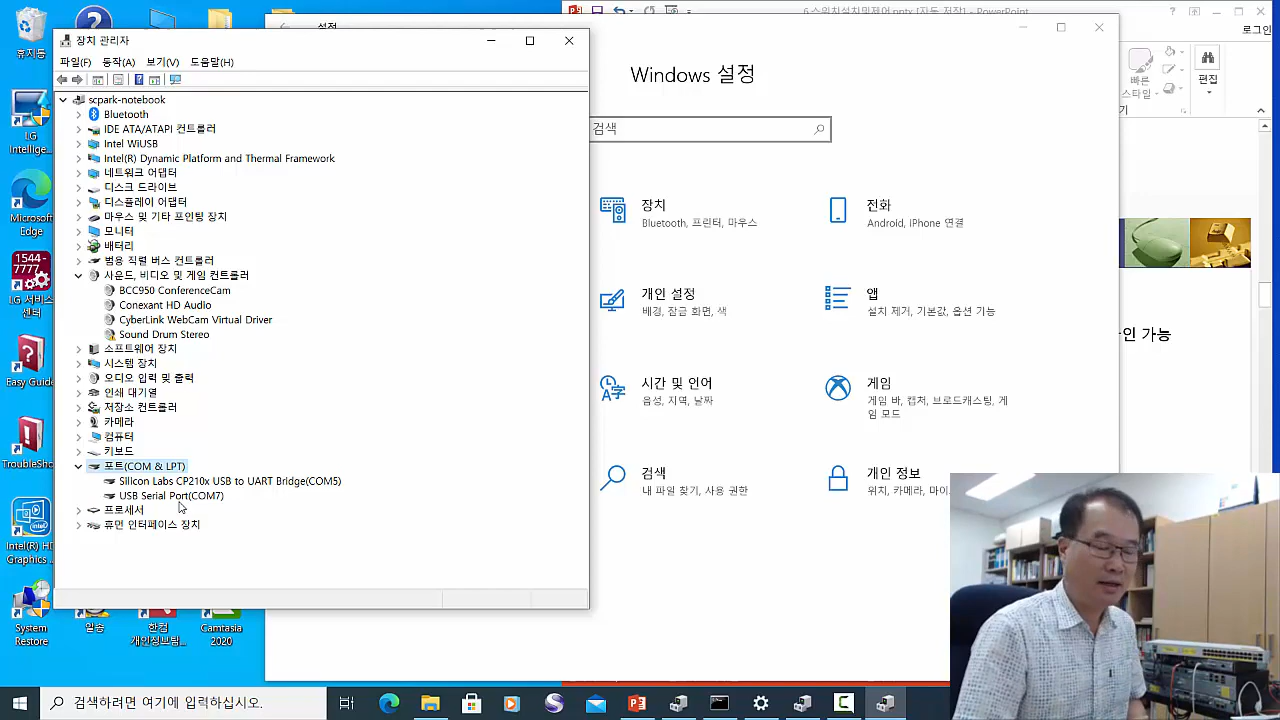 휴지통
LG
Intellige...
Microsoft
Edge
1544-
7777
LG 서비스
센터
Easy Guide
TroubleSho...
Intel(R) HD
Graphics ...
System
Restore
알송
한컴
개인정보탐...
Camtasia
2020
장치 관리자
파일(F) 동작(A) 보기(V) 도움말(H)
scpark-notebook
Bluetooth
IDE ATA/ATAPI 컨트롤러
Intel WiUSB
Intel(R) Dynamic Platform and Thermal Framework
네트워크 어댑터
디스크 드라이브
디스플레이 어댑터
마우스 및 기타 포인팅 장치
모니터
배터리
범용 직렬 버스 컨트롤러
사운드, 비디오 및 게임 컨트롤러
BCC950 ConferenceCam
Conexant HD Audio
CyberLink WebCam Virtual Driver
Sound Drum Stereo
소프트웨어 장치
시스템 장치
오디오 입력 및 출력
인쇄 대기열
저장소 컨트롤러
카메라
컴퓨터
키보드
포트(COM & LPT)
Silicon Labs CP210x USB to UART Bridge(COM5)
USB Serial Port(COM7)
프로세서
휴먼 인터페이스 장치
설정
Windows 설정
검색
장치
Bluetooth, 프린터, 마우스
전화
Android, iPhone 연결
개인 설정
배경, 잠금 화면, 색
앱
설치 제거, 기본값, 옵션 기능
시간 및 언어
음성, 지역, 날짜
게임
게임 바, 캡처, 브로드캐스팅, 게
임 모드
검색
내 파일 찾기, 사용 권한
개인 정보
위치, 카메라, 마이
6.스위치설치및제어.pptx [자동 저장] - PowerPoint
로그인
빠른
스타일
편집
인 가능
검색하려면 여기에 입력하십시오.